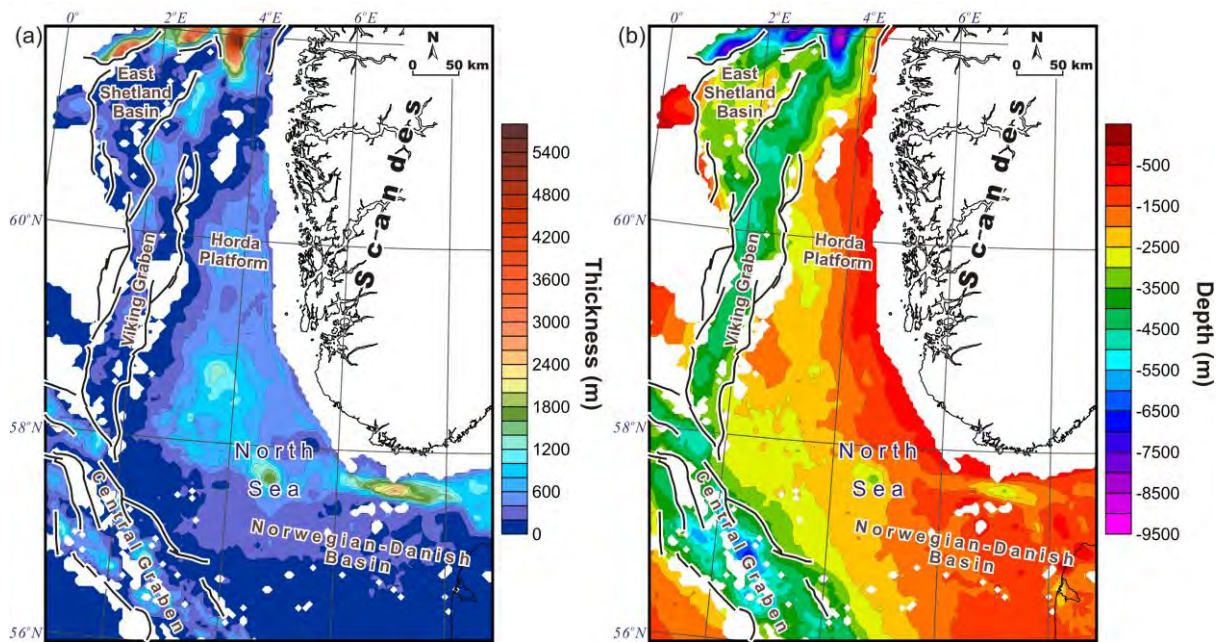 (a)
0°
2°E
4°E
6°E
N
0 50 km
East
Shetland
Basin
Scandes
60°N
Horda
Platform
Viking Graben
58°N
North
Sea
Central Graben
Norwegian-Danish
Basin
56°N
5400
4800
4200
3600
3000
2400
1800
1200
600
0
Thickness (m)
(b)
0°
2°E
4°E
6°E
N
0 50 km
East
Shetland
Basin
Scandes
60°N
Horda
Platform
Viking Graben
58°N
North
Sea
Central Graben
Norwegian-Danish
Basin
56°N
-500
-1500
-2500
-3500
-4500
-5500
-6500
-7500
-8500
-9500
Depth (m)